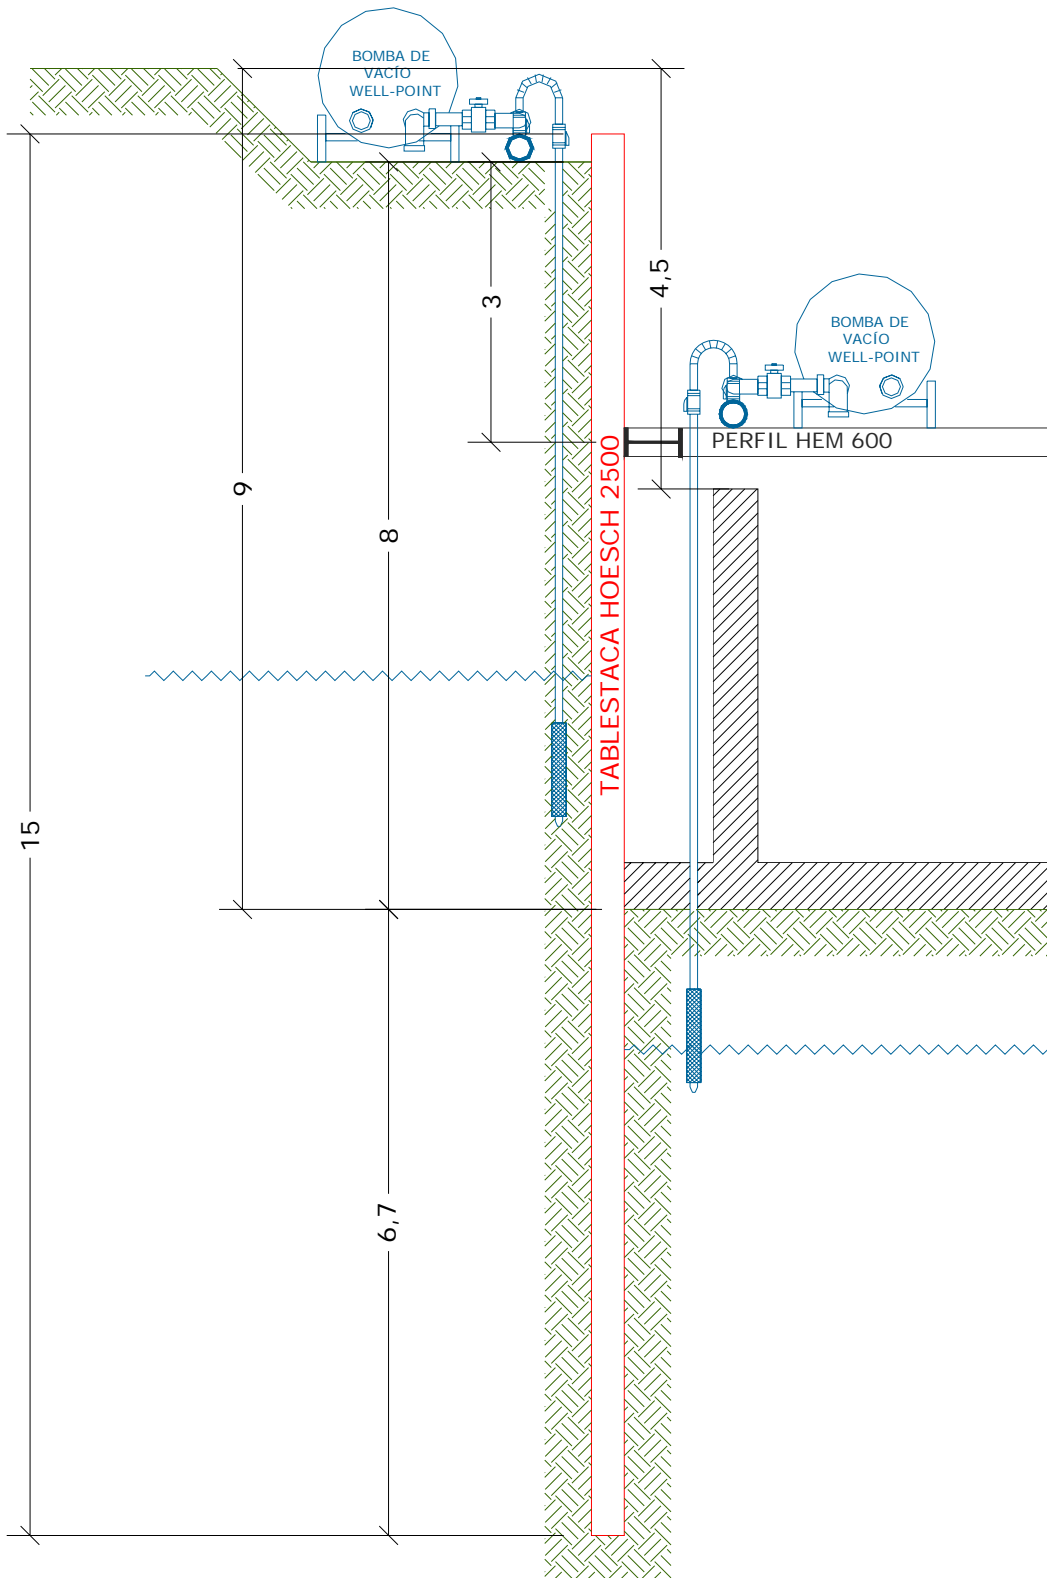 BOMBA DE
VACÍO
WELL-POINT
4,5
3
BOMBA DE
VACÍO
WELL-POINT
PERFIL HEM 600
TABLESTACA HOESCH 2500
9
8
15
6,7